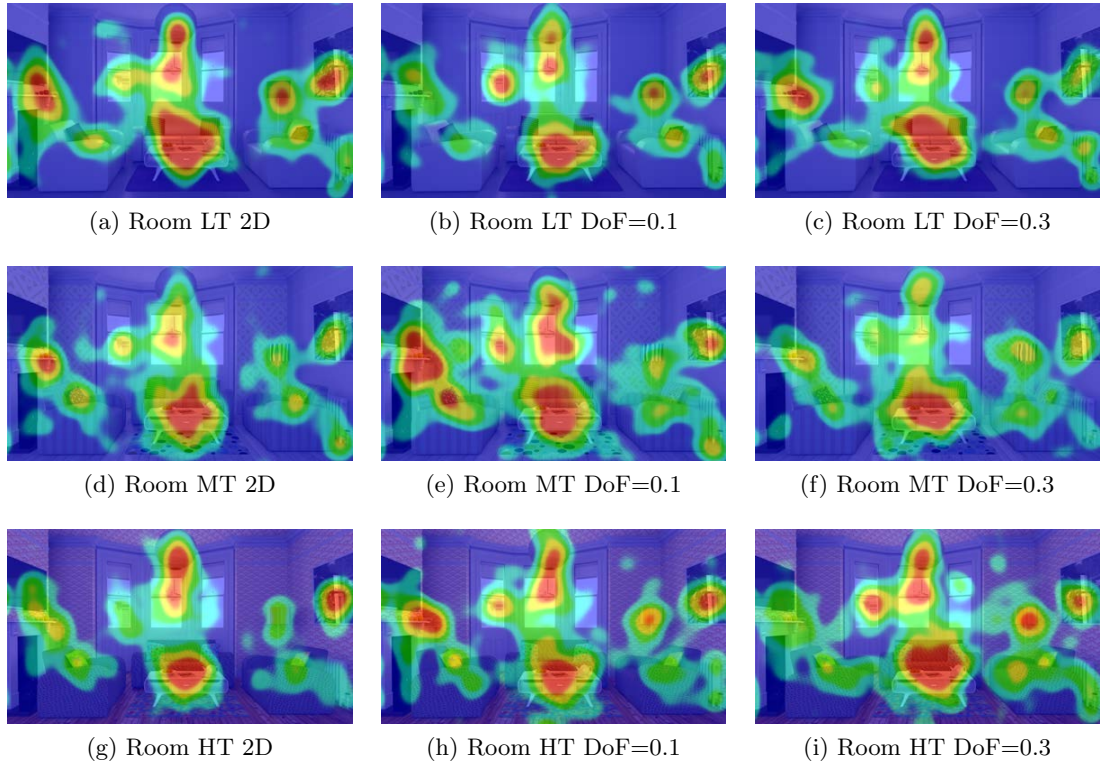 (a) Room LT 2D
(b) Room LT DoF=0.1
(c) Room LT DoF=0.3
(d) Room MT 2D
(e) Room MT DoF=0.1
(f) Room MT DoF=0.3
(g) Room HT 2D
(h) Room HT DoF=0.1
(i) Room HT DoF=0.3